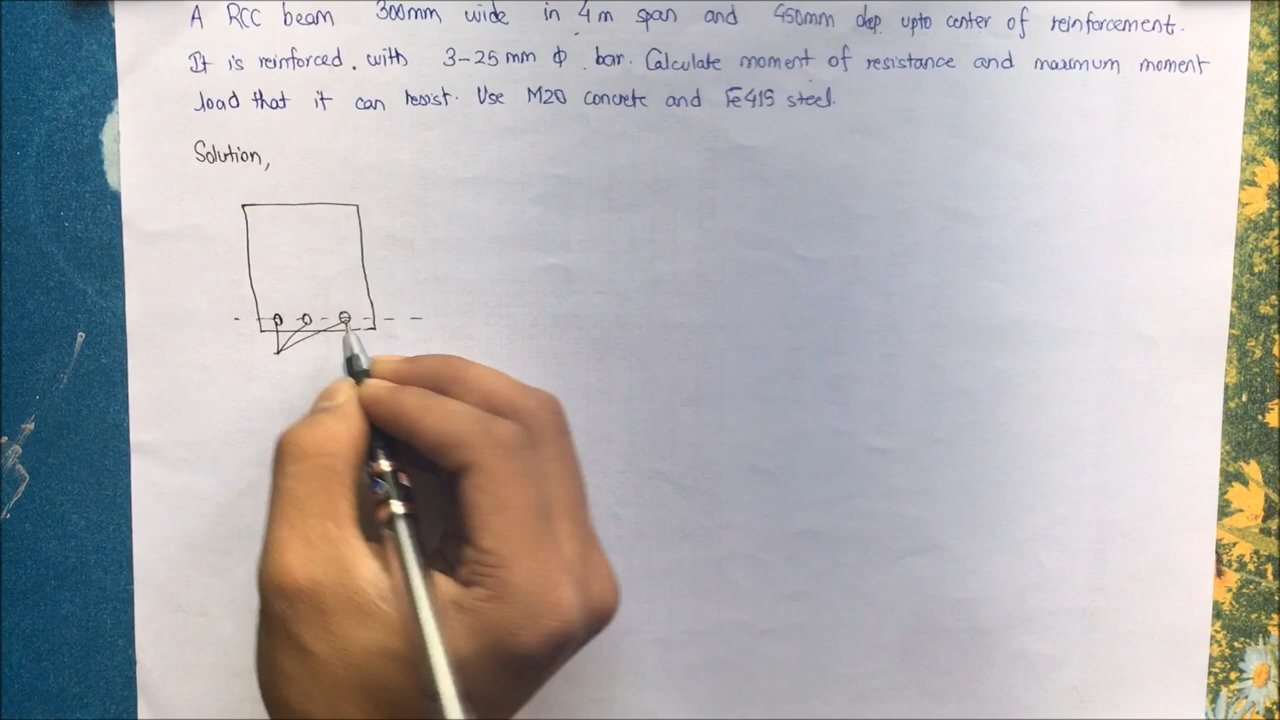 A RCC beam 300mm wide in 4m span and 450mm dep upto center of reinforcement.
It is reinforced. with 3-25mm ф bar. Calculate moment of resistance and maximum moment
load that it can resist. Use M20 concrete and Fe415 steel.
Solution,